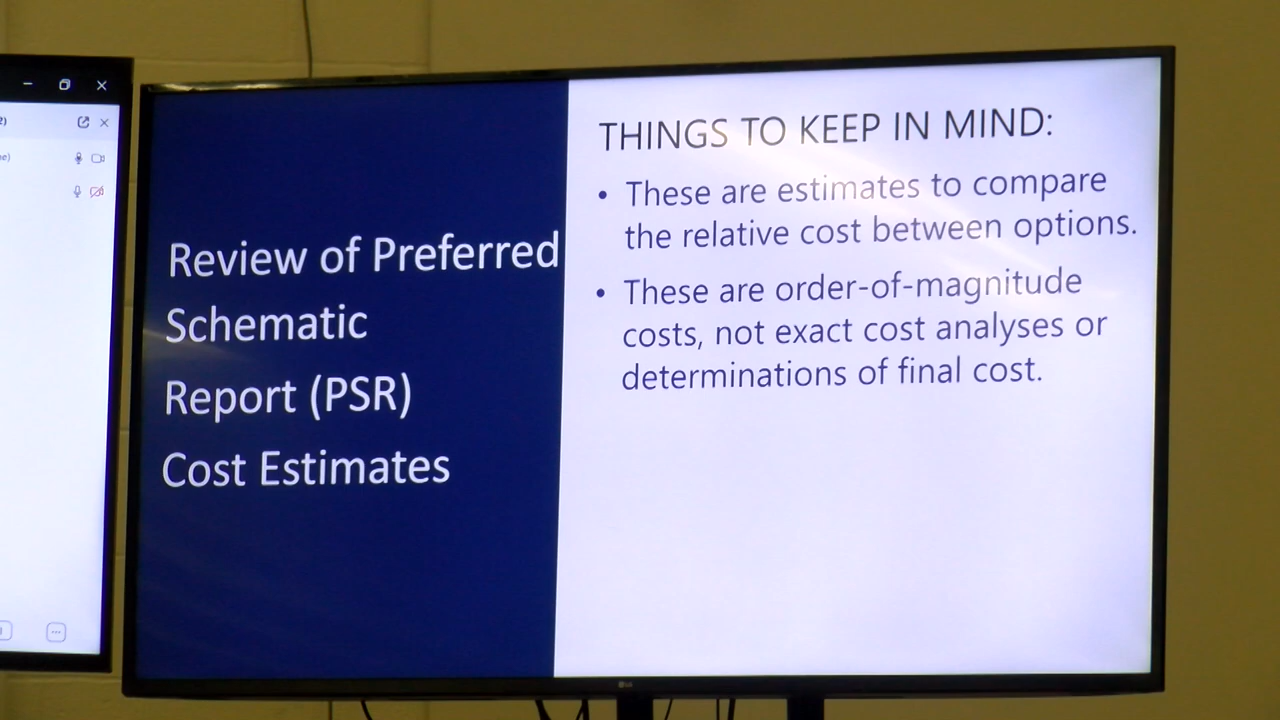 Review of Preferred
Schematic
Report (PSR)
Cost Estimates
THINGS TO KEEP IN MIND:
• These are estimates to compare
the relative cost between options.
• These are order-of-magnitude
costs, not exact cost analyses or
determinations of final cost.
LG